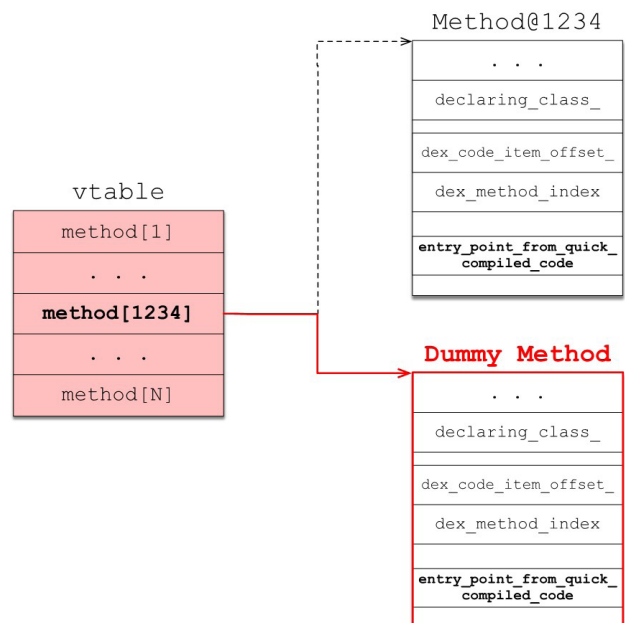 Method@1234
. . .
declaring_class_
dex_code_item_offset_
dex_method_index
entry_point_from_quick_
compiled_code
vtable
method[1]
. . .
method[1234]
. . .
method[N]
Dummy Method
. . .
declaring_class_
dex_code_item_offset_
dex_method_index
entry_point_from_quick_
compiled_code